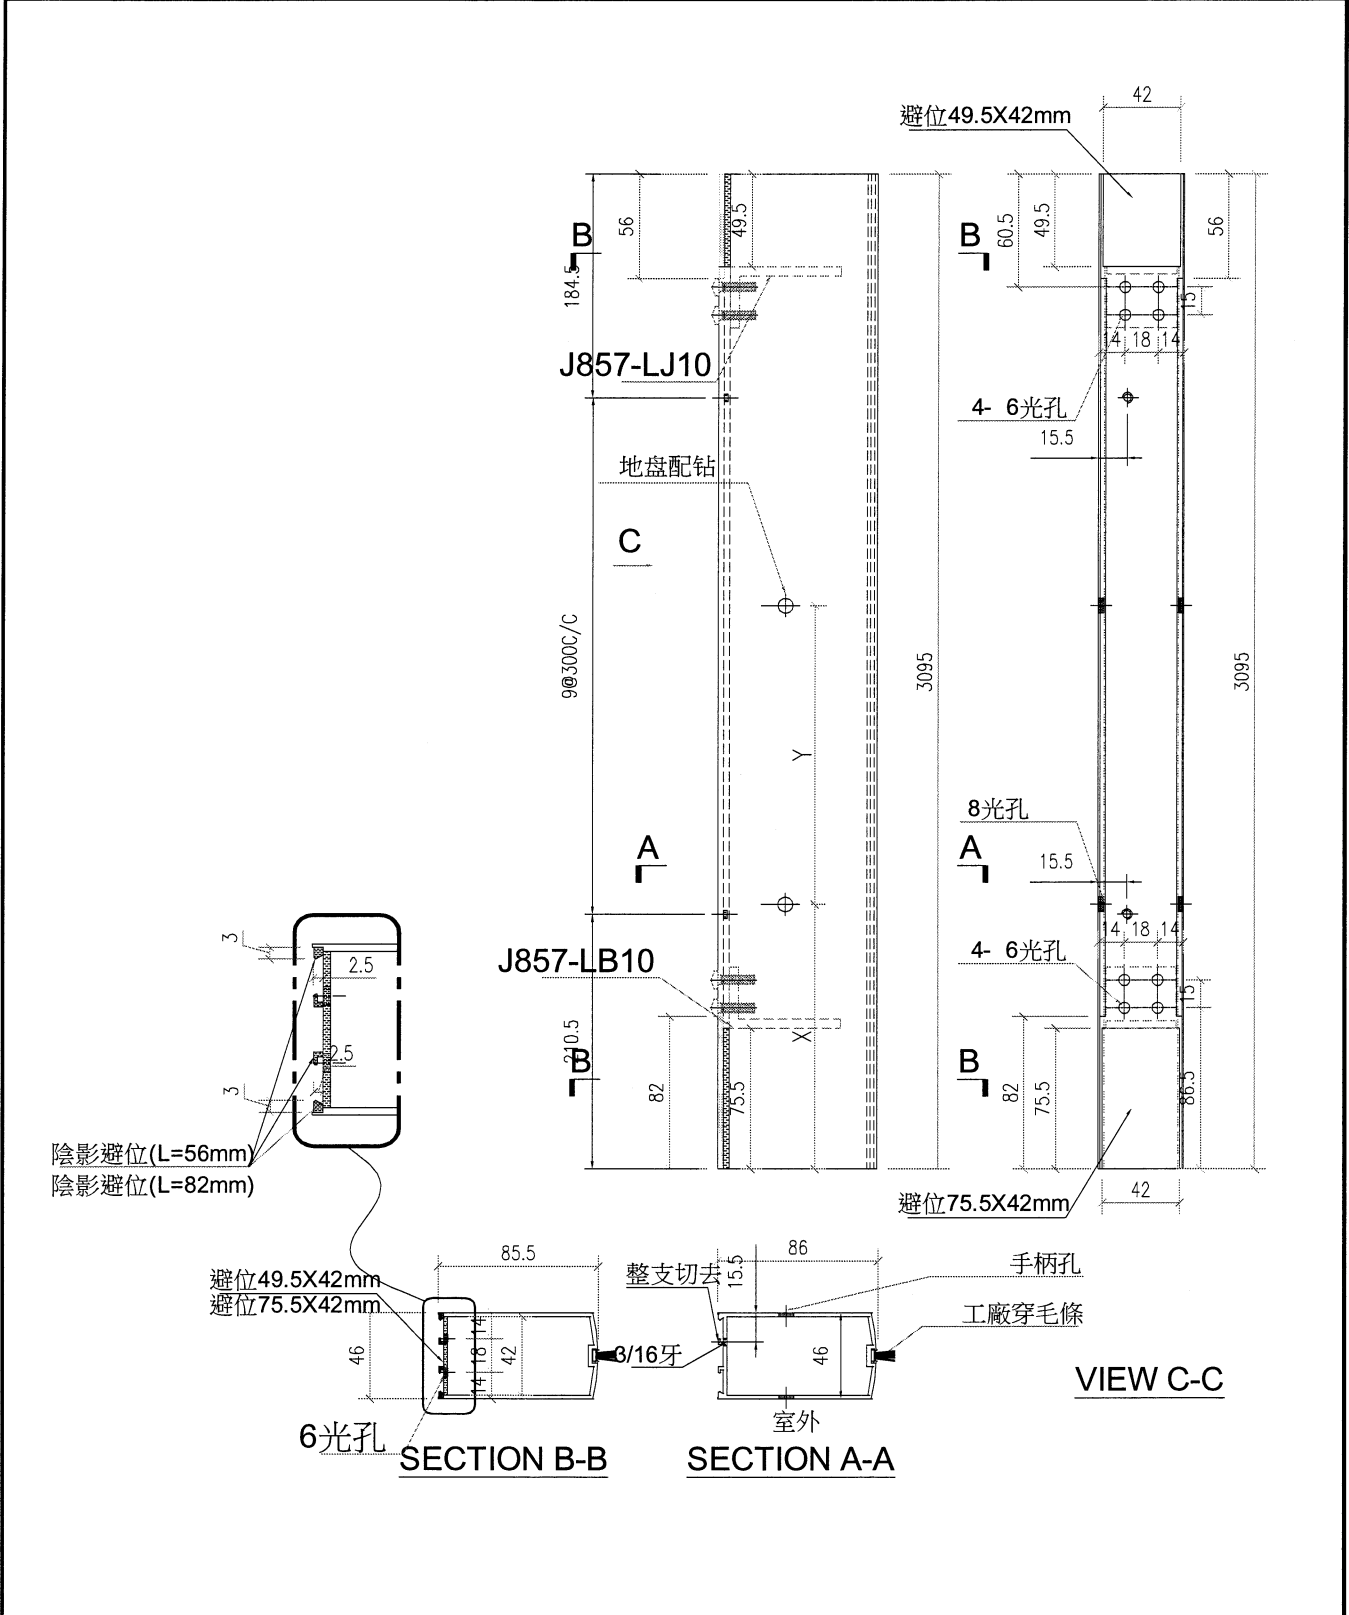 42
避位49.5X42mm
B
56
49.5
B
60.5
49.5
56
184.5
15
14 18 14
J857-LJ10
4- 6光孔
15.5
地盘配钻
C
9@300C/C
3095
3095
Y
8光孔
A
A
15.5
14 18 14
J857-LB10
4- 6光孔
15
3
2.5
2.5
3
210.5
X
B
B
82
75.5
82
75.5
86.5
陰影避位(L=56mm)
陰影避位(L=82mm)
避位75.5X42mm
42
85.5
86
15.5
整支切去
手柄孔
避位49.5X42mm
避位75.5X42mm
工廠穿毛條
46
14
18
14
42
3/16牙
46
VIEW C-C
室外
6光孔
SECTION B-B
SECTION A-A